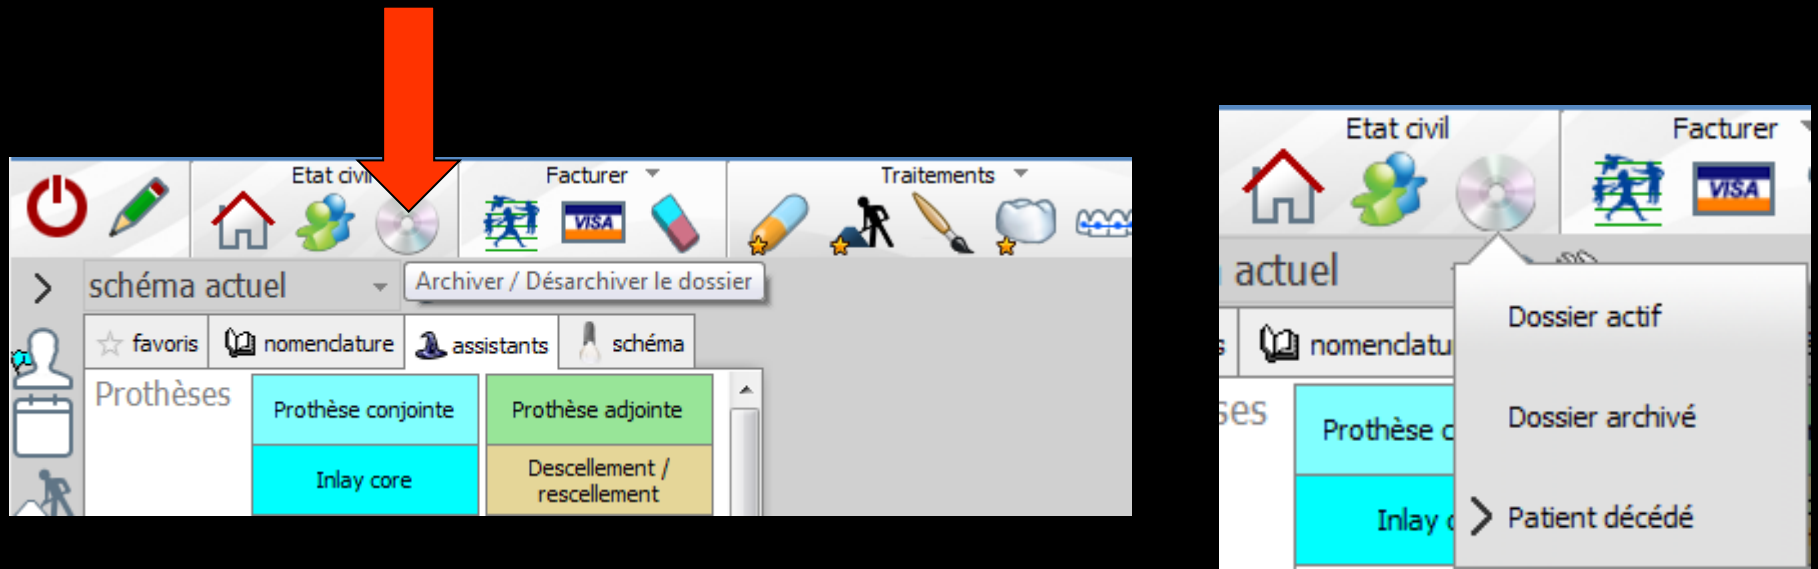 Etat civil
Facturer
Traitements
VISA
schéma actuel
Archiver / Désarchiver le dossier
favoris
nomenclature
assistants
schéma
Prothèses
Prothèse conjointe
Prothèse adjointe
Inlay core
Descellement /
rescellement
Etat civil
Facturer
VISA
actuel
Dossier actif
nomenclatu
ses
Prothèse c
Dossier archivé
Inlay
Patient décédé